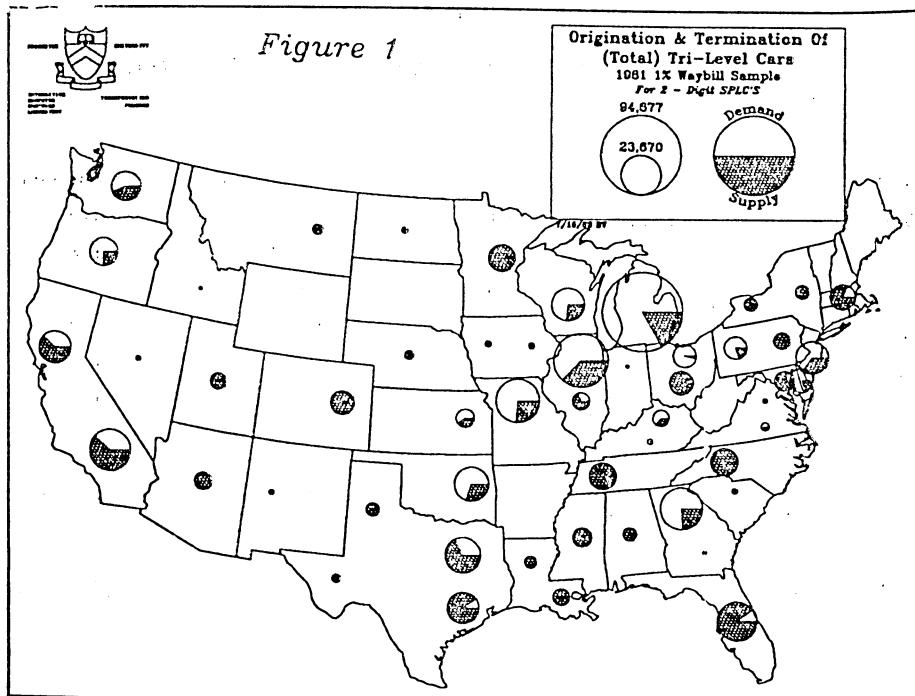 Figure 1
Origination & Termination Of
(Total) Tri-Level Cars
1981 1% Waybill Sample
For 2 - Digit SPLC'S
94,677
23,670
Demand
Supply